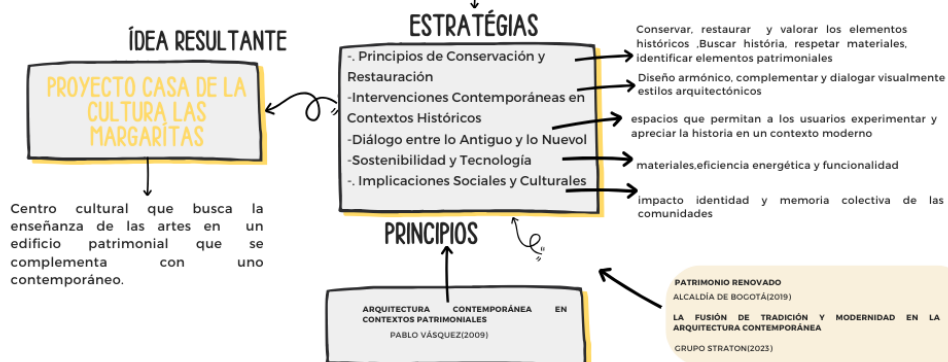 ESTRATÉGIAS
ÍDEA RESULTANTE
PROYECTO CASA DE LA
CULTURA LAS
MARGARÍTAS
Centro cultural que busca la
enseñanza de las artes en un
edificio patrimonial que se
complementa con uno
contemporáneo.
-. Principios de Conservación y
Restauración
-Intervenciones Contemporáneas en
Contextos Históricos
-Diálogo entre lo Antiguo y lo Nuevol
-Sostenibilidad y Tecnología
-. Implicaciones Sociales y Culturales
Conservar, restaurar y valorar los elementos
históricos ,Buscar história, respetar materiales,
identificar elementos patrimoniales
Diseño armónico, complementar y dialogar visualmente
estilos arquitectónicos
espacios que permitan a los usuarios experimentar y
apreciar la historia en un contexto moderno
materiales,eficiencia energética y funcionalidad
impacto identidad y memoria colectiva de las
comunidades
PRINCIPIOS
ARQUITECTURA CONTEMPORÁNEA EN
CONTEXTOS PATRIMONIALES
PABLO VÁSQUEZ(2009)
PATRIMONIO RENOVADO
ALCALDÍA DE BOGOTÁ(2019)
LA FUSIÓN DE TRADICIÓN Y MODERNIDAD EN LA
ARQUITECTURA CONTEMPORÁNEA
GRUPO STRATON(2023)